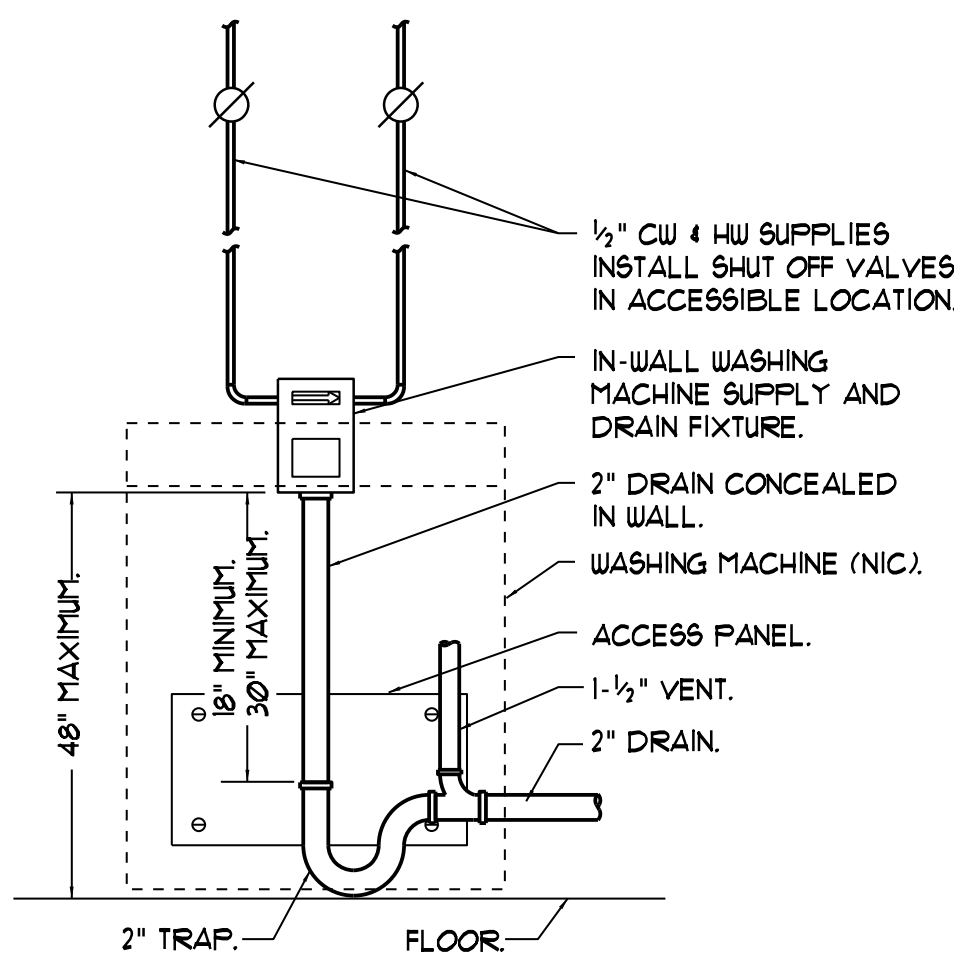 ½" CW & HW SUPPLIES
INSTALL SHUT OFF VALVES
IN ACCESSIBLE LOCATION.
IN-WALL WASHING
MACHINE SUPPLY AND
DRAIN FIXTURE.
2" DRAIN CONCEALED
IN WALL.
WASHING MACHINE (NIC).
48" MAXIMUM.
18" MINIMUM.
30" MAXIMUM.
ACCESS PANEL.
1-½" VENT.
2" DRAIN.
2" TRAP.
FLOOR.